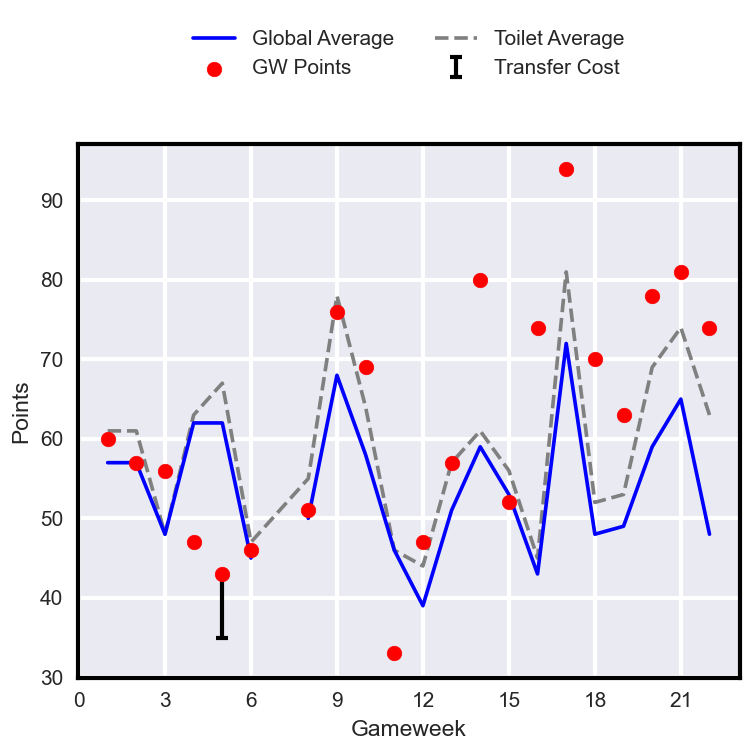 Global Average
Toilet Average
GW Points
Transfer Cost
90
80
70
60
50
40
30
Points
0 3 6 9 12 15 18 21
Gameweek